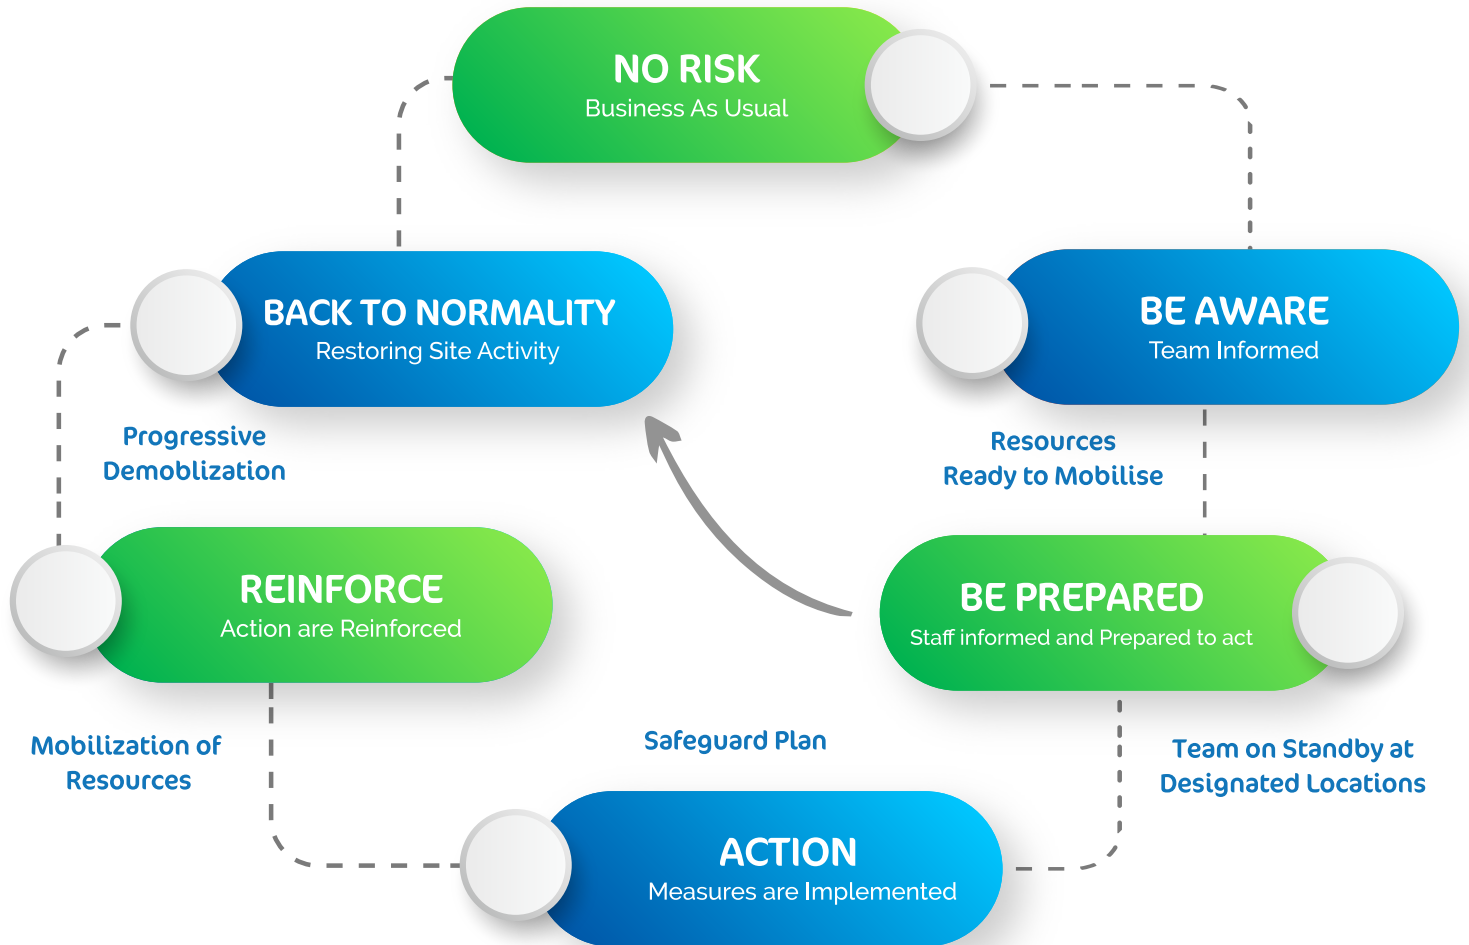 NO RISK
Business As Usual
BACK TO NORMALITY
Restoring Site Activity
BE AWARE
Team Informed
Progressive
Demoblization
Resources
Ready to Mobilise
REINFORCE
Action are Reinforced
BE PREPARED
Staff informed and Prepared to act
Mobilization of
Resources
Safeguard Plan
Team on Standby at
Designated Locations
ACTION
Measures are Implemented